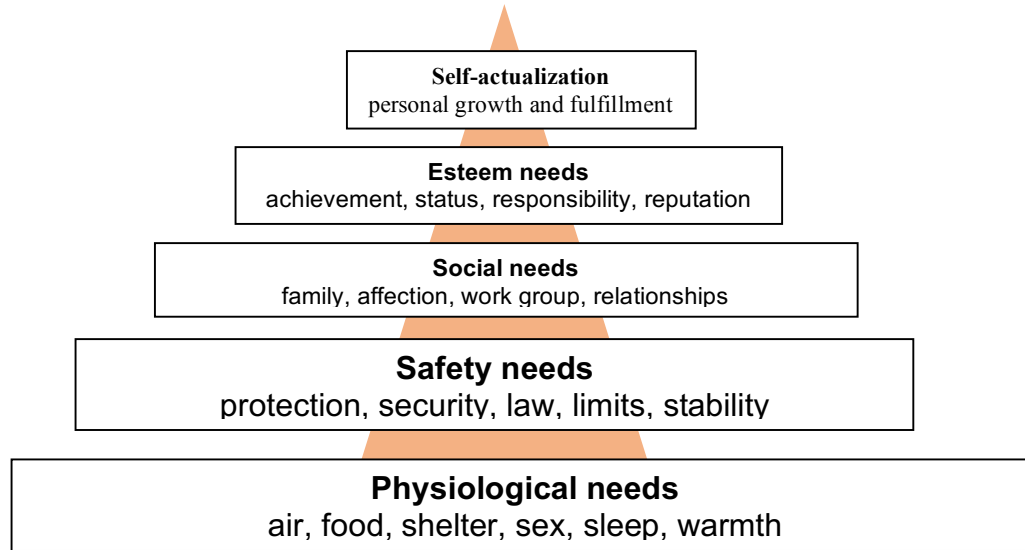 Self-actualization
personal growth and fulfillment
Esteem needs
achievement, status, responsibility, reputation
Social needs
family, affection, work group, relationships
Safety needs
protection, security, law, limits, stability
Physiological needs
air, food, shelter, sex, sleep, warmth